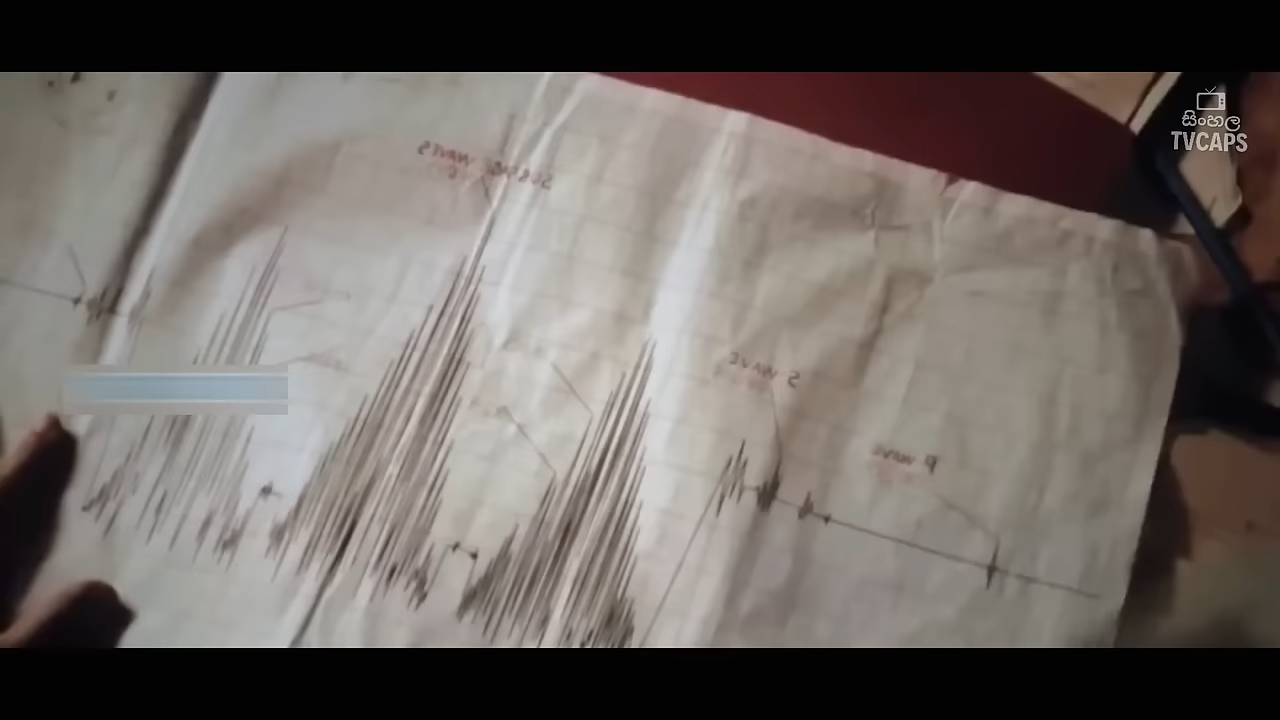 සිංහල
TVCAPS
SURFACE WAVES
S WAVE
P WAVE